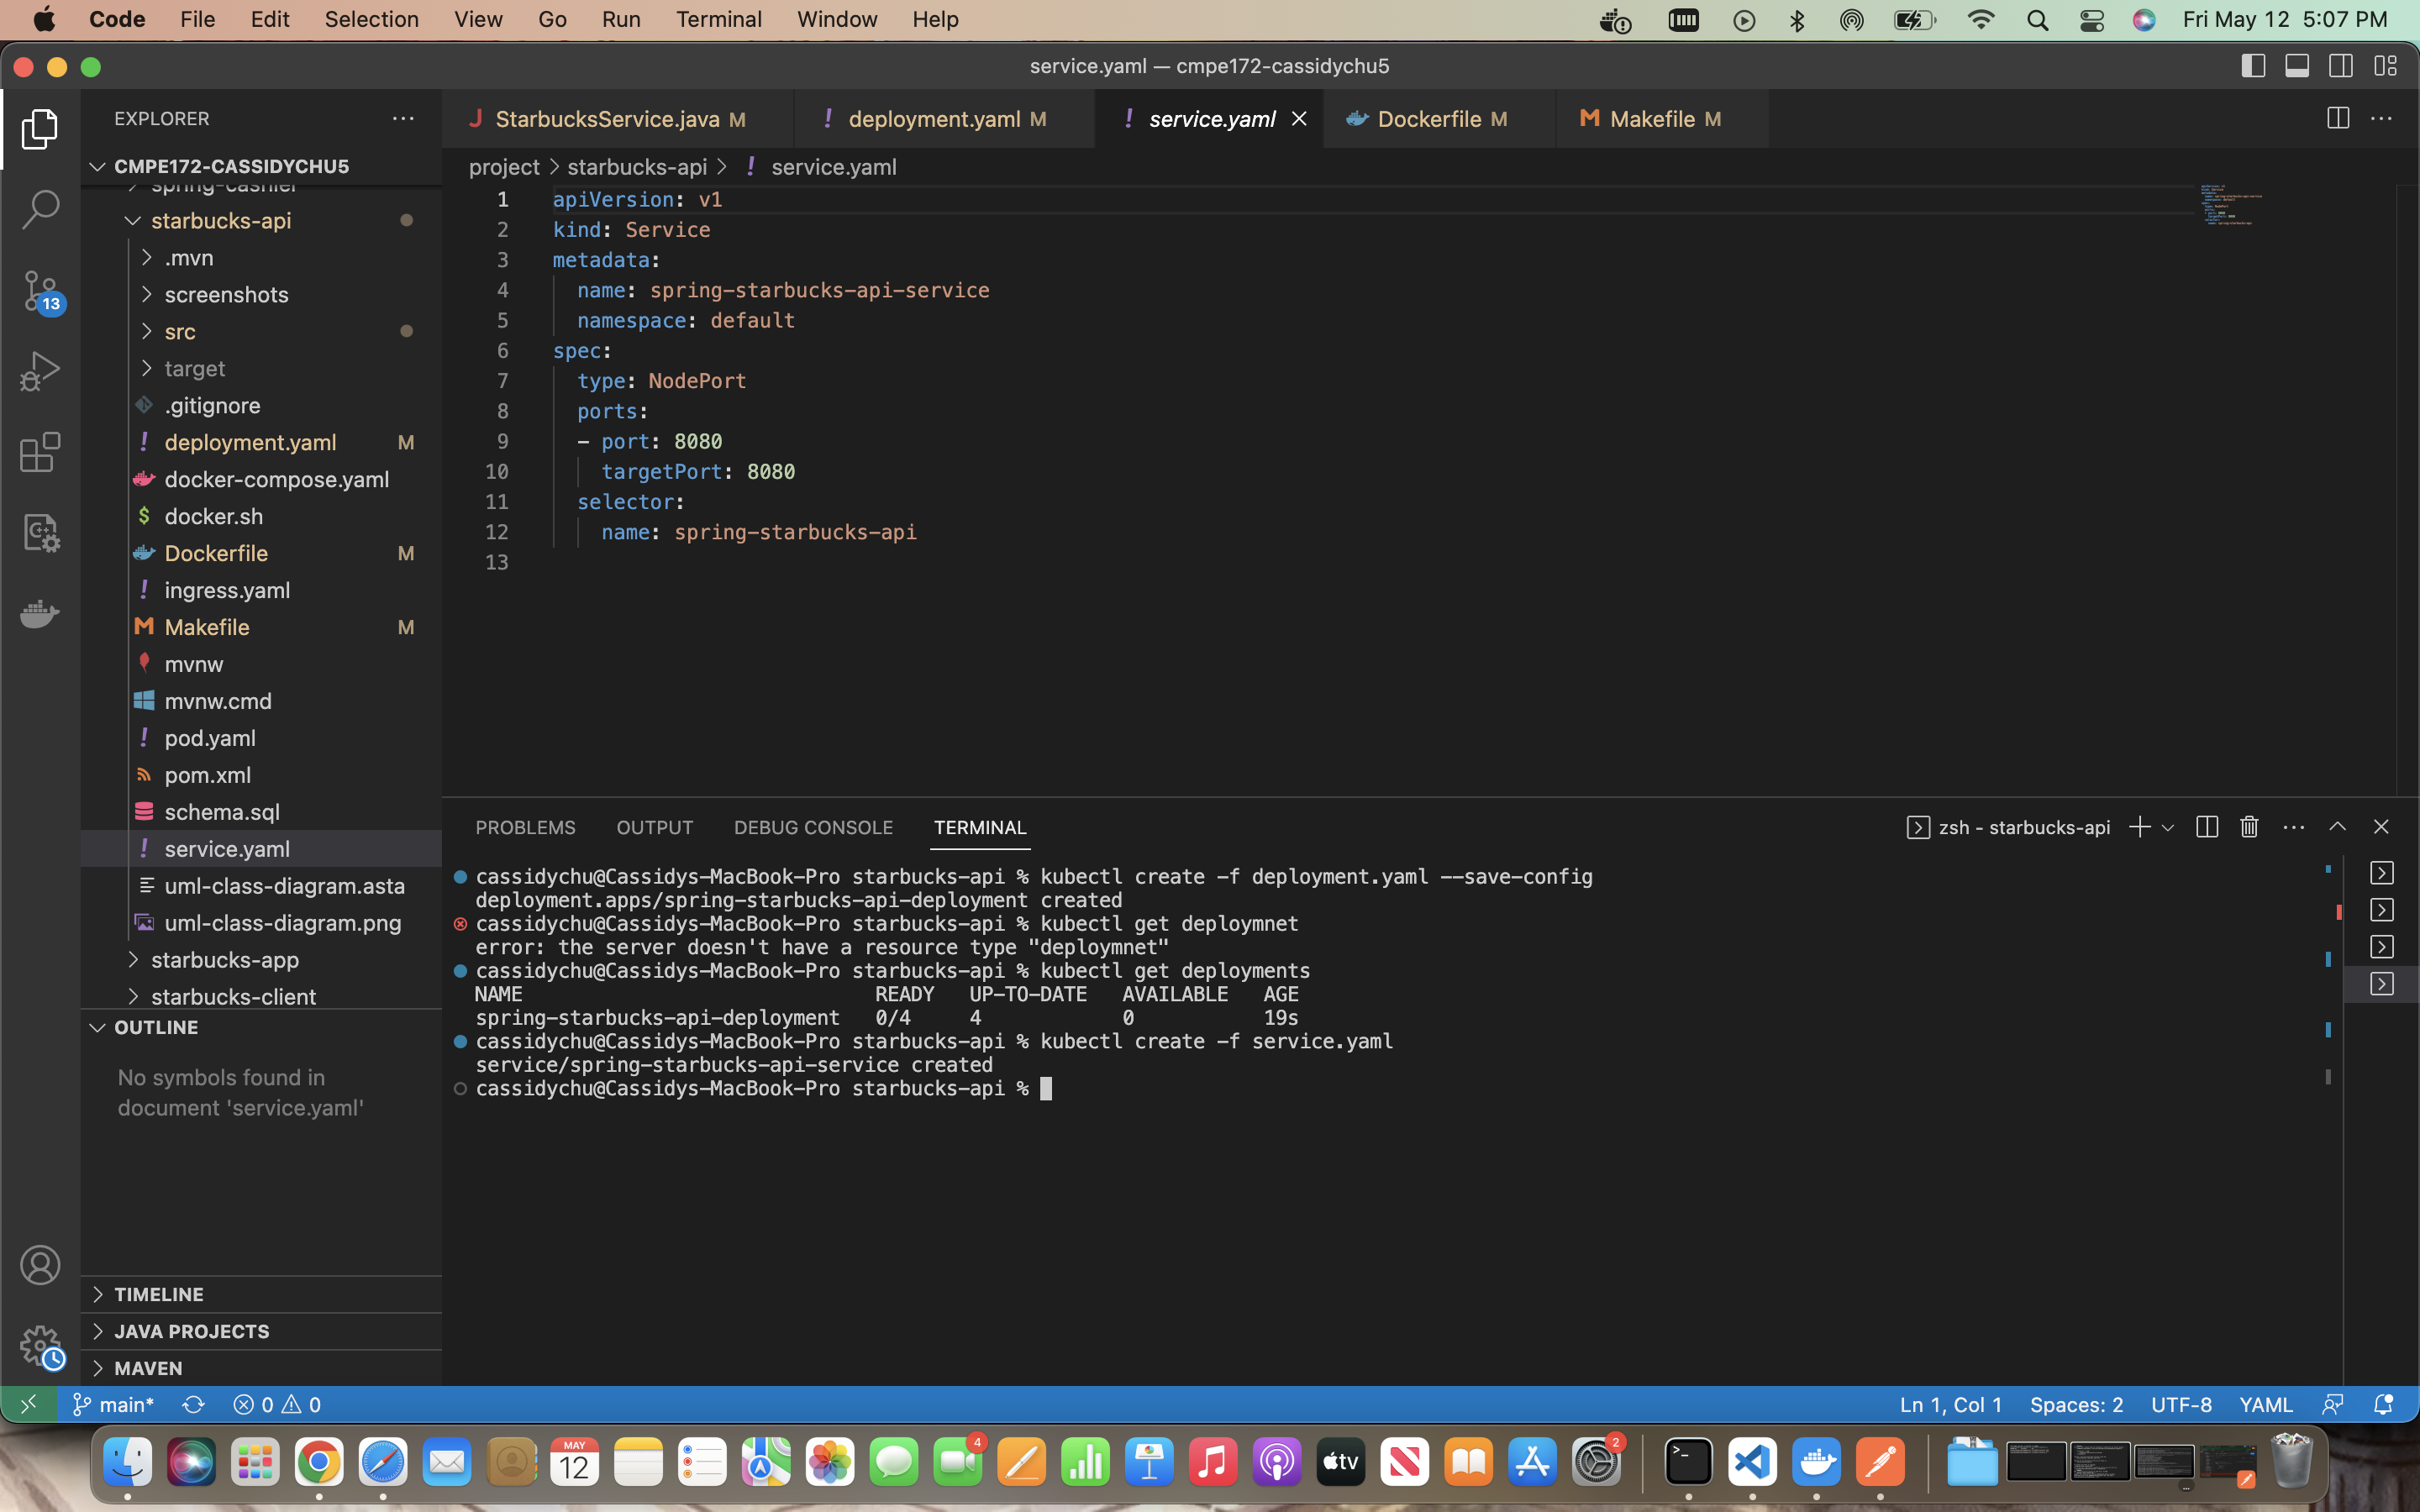 Code File Edit Selection View Go Run Terminal Window Help Fri May 12 5:07 PM
service.yaml — cmpe172-cassidychu5
EXPLORER
CMPE172-CASSIDYCHU5
spring-cashier
starbucks-api
.mvn
screenshots
src
target
.gitignore
deployment.yaml M
docker-compose.yaml
$ docker.sh
Dockerfile M
ingress.yaml
Makefile M
mvnw
mvnw.cmd
pod.yaml
pom.xml
schema.sql
service.yaml
uml-class-diagram.asta
uml-class-diagram.png
starbucks-app
starbucks-client
OUTLINE
No symbols found in
document 'service.yaml'
TIMELINE
JAVA PROJECTS
MAVEN
13
J StarbucksService.java M ! deployment.yaml M ! service.yaml Dockerfile M M Makefile M
project > starbucks-api > ! service.yaml
1 apiVersion: v1
2 kind: Service
3 metadata:
4 name: spring-starbucks-api-service
5 namespace: default
6 spec:
7 type: NodePort
8 ports:
9 - port: 8080
10 targetPort: 8080
11 selector:
12 name: spring-starbucks-api
13
PROBLEMS OUTPUT DEBUG CONSOLE TERMINAL zsh - starbucks-api
cassidychu@Cassidys-MacBook-Pro starbucks-api % kubectl create -f deployment.yaml --save-config
deployment.apps/spring-starbucks-api-deployment created
cassidychu@Cassidys-MacBook-Pro starbucks-api % kubectl get deploymnet
error: the server doesn't have a resource type "deploymnet"
cassidychu@Cassidys-MacBook-Pro starbucks-api % kubectl get deployments
NAME READY UP-TO-DATE AVAILABLE AGE
spring-starbucks-api-deployment 0/4 4 0 19s
cassidychu@Cassidys-MacBook-Pro starbucks-api % kubectl create -f service.yaml
service/spring-starbucks-api-service created
cassidychu@Cassidys-MacBook-Pro starbucks-api %
main* 0 0 Ln 1, Col 1 Spaces: 2 UTF-8 YAML
MAY
12
4
tv
2